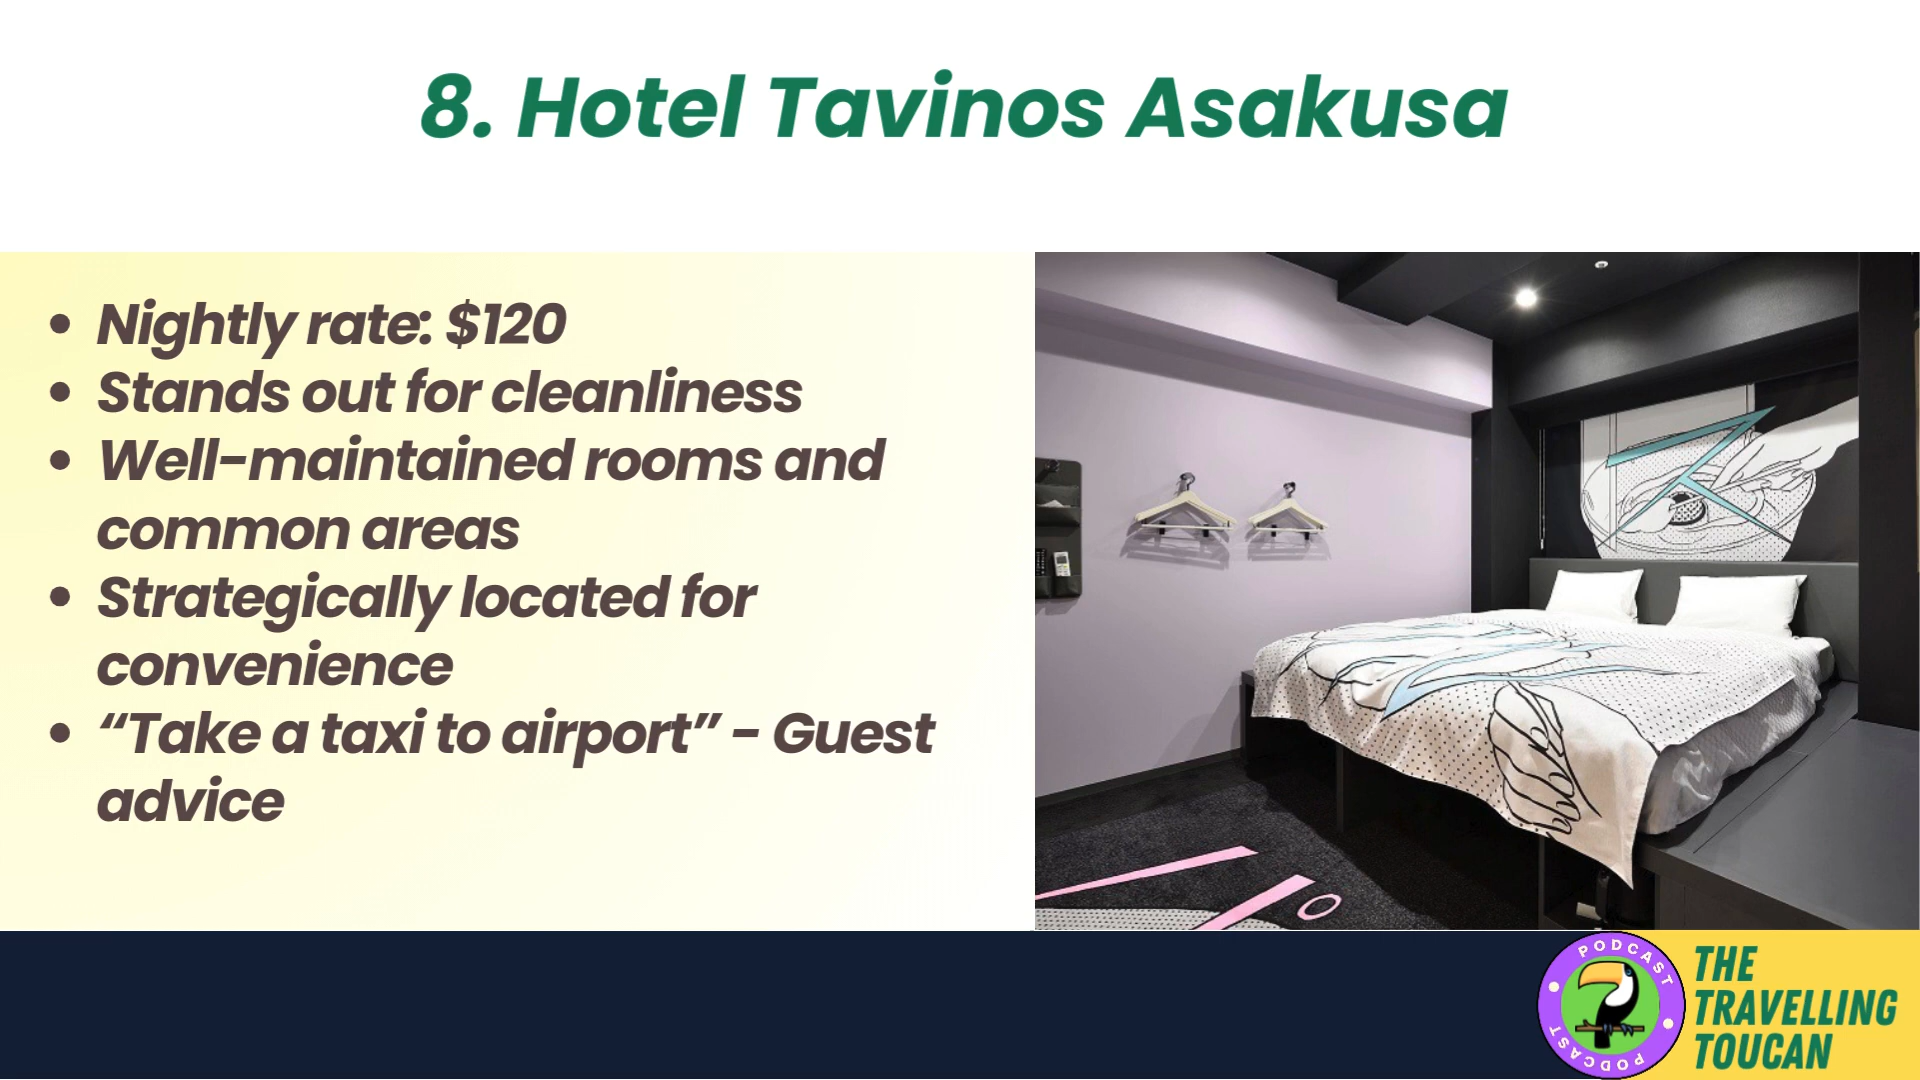 8. Hotel Tavinos Asakusa
• Nightly rate: $120
• Stands out for cleanliness
• Well-maintained rooms and
common areas
• Strategically located for
convenience
• “Take a taxi to airport” - Guest
advice
PODCAST
PODCAST
THE
TRAVELLING
TOUCAN